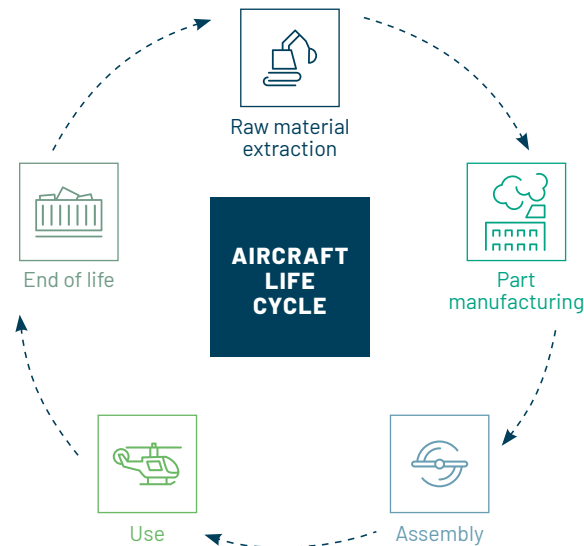 Raw material
extraction
Part
manufacturing
End of life
AIRCRAFT
LIFE
CYCLE
Use
Assembly